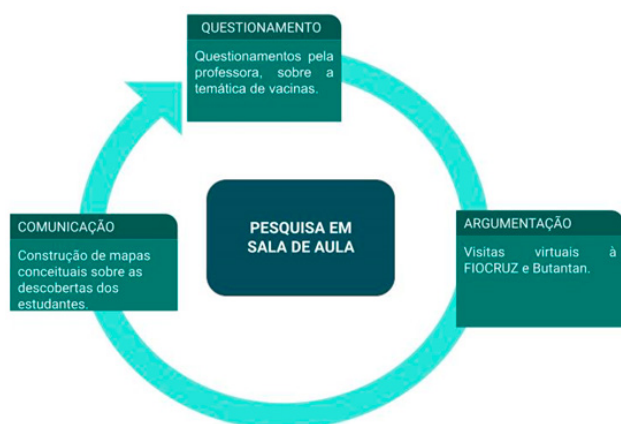 QUESTIONAMENTO
Questionamentos pela
professora, sobre a
temática de vacinas.
COMUNICAÇÃO
Construção de mapas
conceituais sobre as
descobertas dos
estudantes.
PESQUISA EM
SALA DE AULA
ARGUMENTAÇÃO
Visitas virtuais à
FIOCRUZ e Butantan.